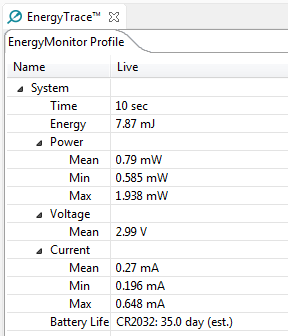 EnergyTrace™
EnergyMonitor Profile
Name Live
System
Time 10 sec
Energy 7.87 mJ
Power
Mean 0.79 mW
Min 0.585 mW
Max 1.938 mW
Voltage
Mean 2.99 V
Current
Mean 0.27 mA
Min 0.196 mA
Max 0.648 mA
Battery Life CR2032: 35.0 day (est.)